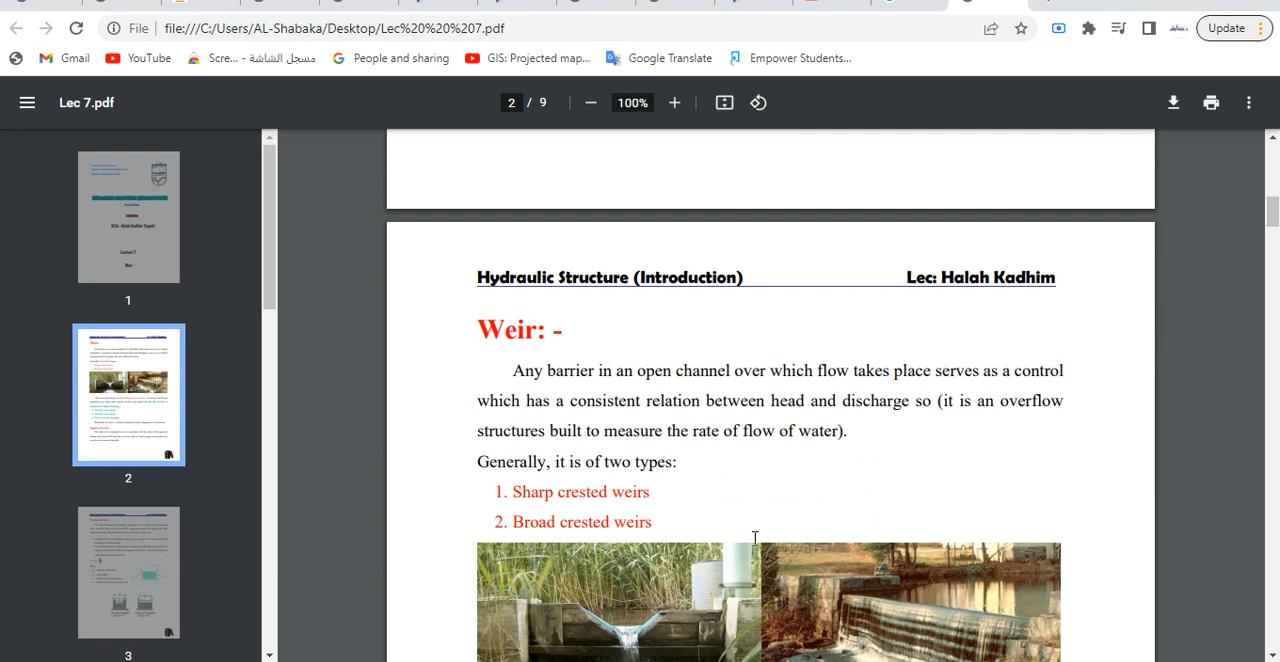 File
file:///C:/Users/AL-Shabaka/Desktop/Lec%20%20%207.pdf
Update
Gmail
YouTube
Scre... - مسجل الشاشة
People and sharing
GIS: Projected map...
Google Translate
Empower Students...
Lec 7.pdf
2 / 9
100%
1
2
3
Hydraulic Structure (Introduction) Lec: Halah Kadhim
Weir: -
Any barrier in an open channel over which flow takes place serves as a control
which has a consistent relation between head and discharge so (it is an overflow
structures built to measure the rate of flow of water).
Generally, it is of two types:
1. Sharp crested weirs
2. Broad crested weirs